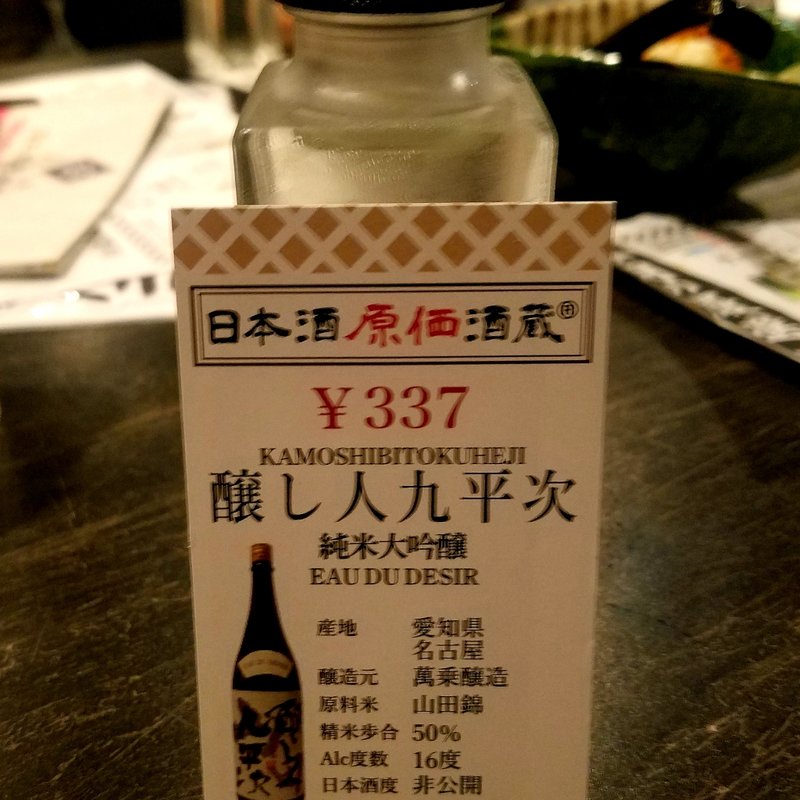 日本酒原価酒蔵
¥337
KAMOSHIBITOKUHEJI
醸し人九平次
純米大吟醸
EAU DU DESIR
産地 愛知県
名古屋
醸造元 萬乗醸造
原料米 山田錦
精米歩合 50%
Alc度数 16度
日本酒度 非公開